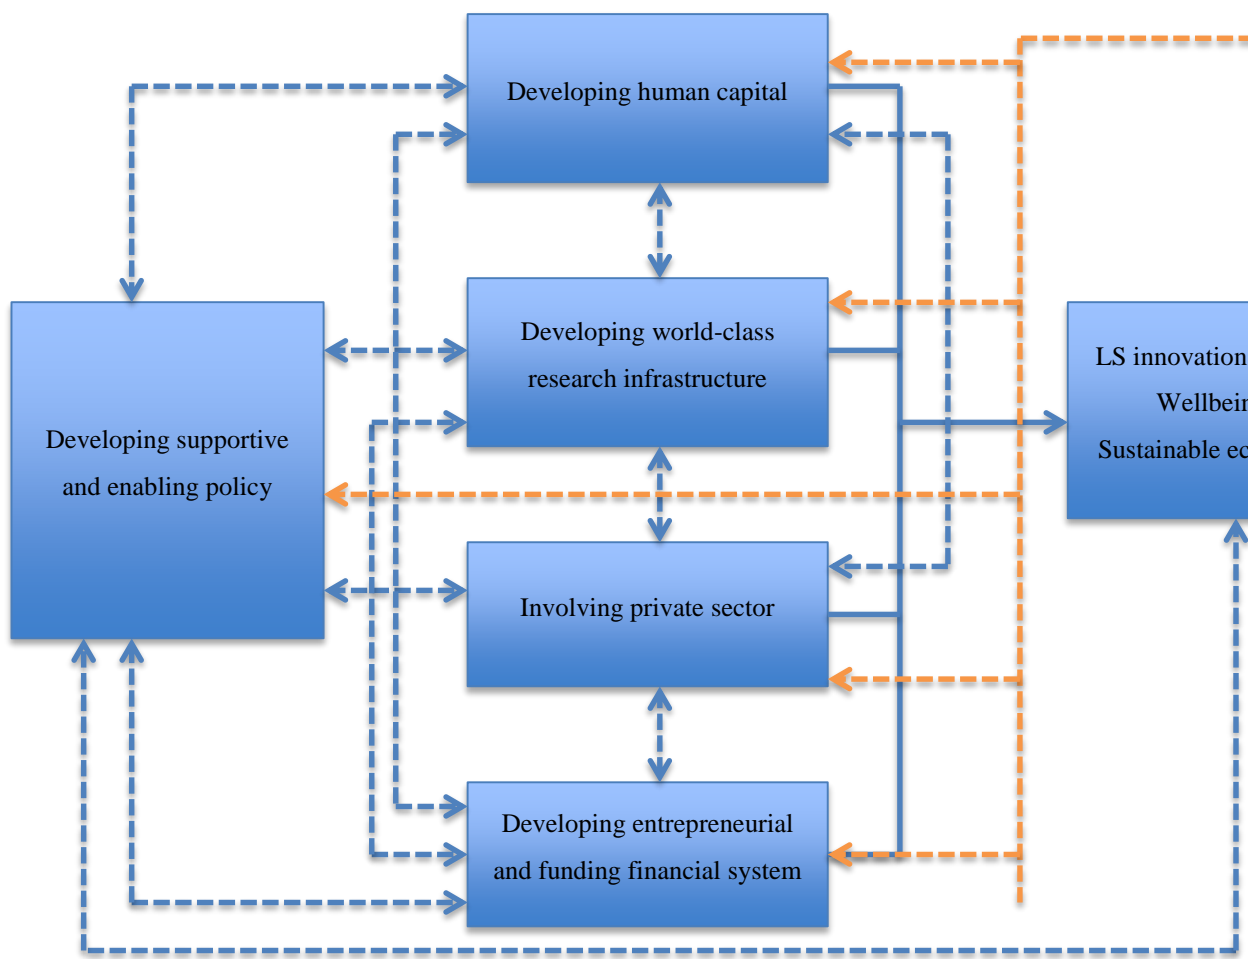 Developing human capital
Developing world-class
research infrastructure
Developing supportive
and enabling policy
LS innovation
Sustainable
Involving private sector
Developing entrepreneurial
and funding financial system